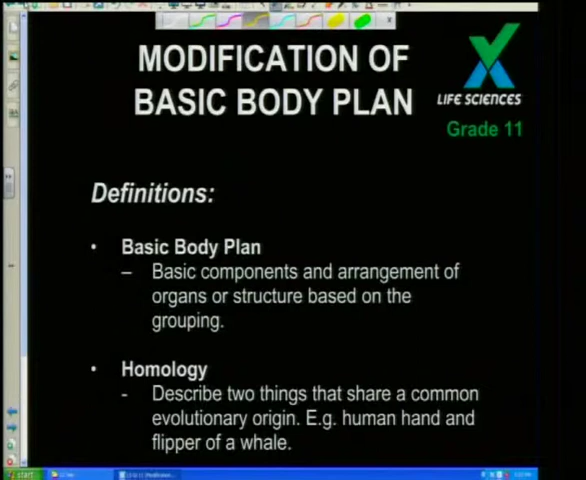 MODIFICATION OF
BASIC BODY PLAN
LIFE SCIENCES
Grade 11
Definitions:
• Basic Body Plan
– Basic components and arrangement of
organs or structure based on the
grouping.
• Homology
- Describe two things that share a common
evolutionary origin. E.g. human hand and
flipper of a whale.
start